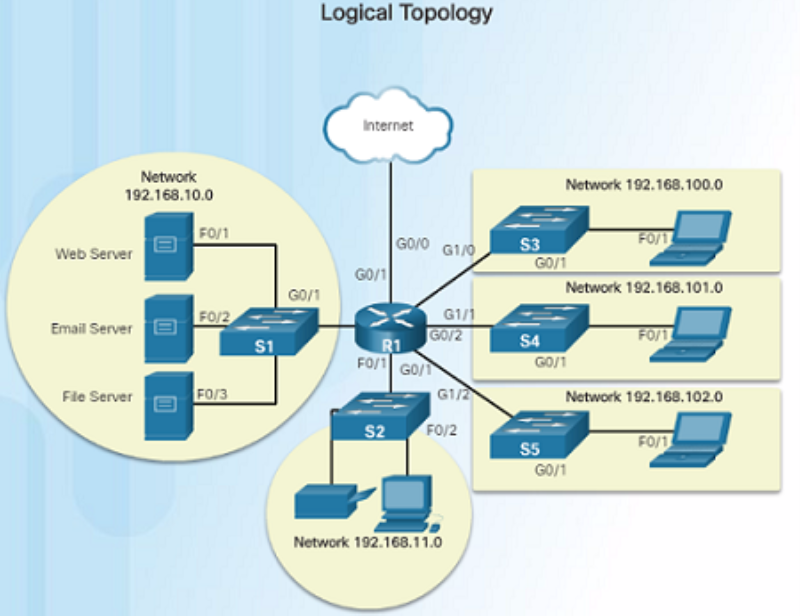 Logical Topology
Internet
Network
192.168.10.0
Web Server
F0/1
Email Server
F0/2
File Server
F0/3
G0/1
S1
G0/0
G0/1
G1/0
R1
G1/1
G0/2
F0/1
G0/1
G1/2
S2
F0/2
Network 192.168.11.0
Network 192.168.100.0
S3
F0/1
G0/1
Network 192.168.101.0
S4
F0/1
G0/1
Network 192.168.102.0
S5
F0/1
G0/1